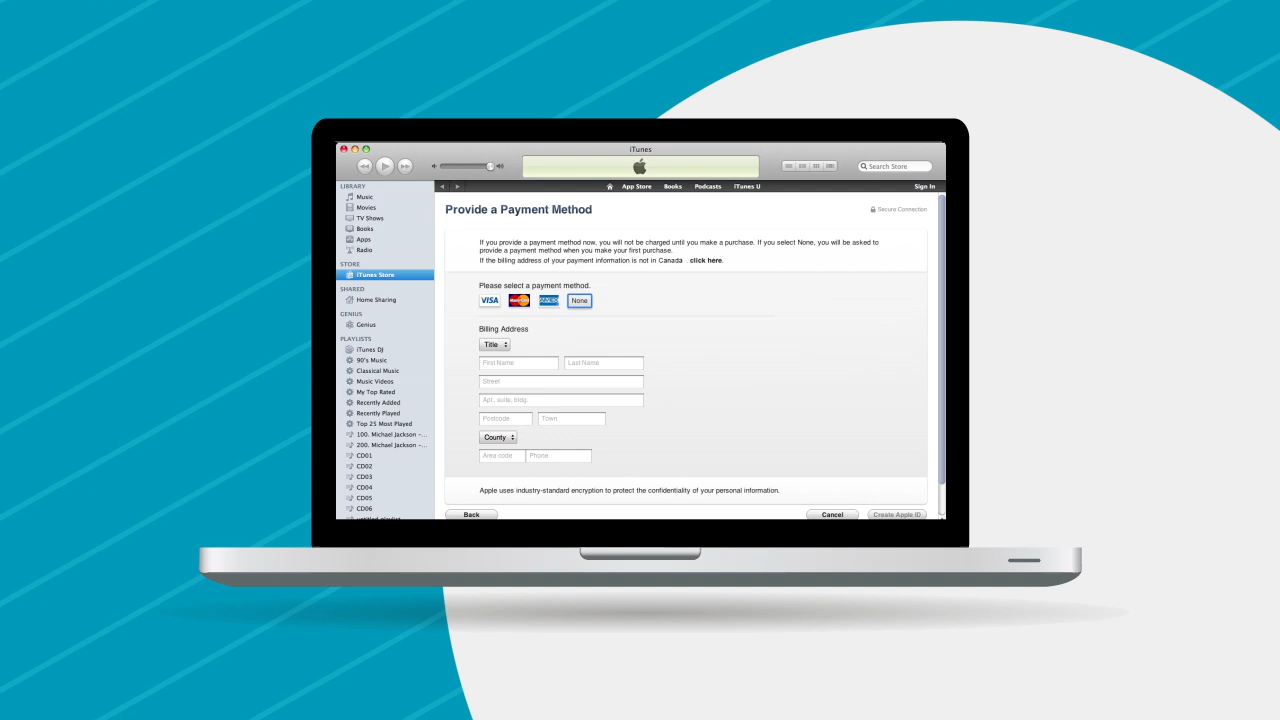 iTunes
Search Store
LIBRARY
Music
Movies
TV Shows
Books
Apps
Radio
STORE
iTunes Store
SHARED
Home Sharing
GENIUS
Genius
PLAYLISTS
iTunes DJ
90's Music
Classical Music
Music Videos
My Top Rated
Recently Added
Recently Played
Top 25 Most Played
100. Michael Jackson -...
200. Michael Jackson -...
CD01
CD02
CD03
CD04
CD05
CD06
untitled playlist
App Store Books Podcasts iTunes U Sign In
Provide a Payment Method
Secure Connection
If you provide a payment method now, you will not be charged until you make a purchase. If you select None, you will be asked to
provide a payment method when you make your first purchase.
If the billing address of your payment information is not in Canada , click here.
Please select a payment method.
VISA MasterCard None
Billing Address
Title
First Name Last Name
Street
Apt., suite, bldg.
Postcode Town
County
Area code Phone
Apple uses industry-standard encryption to protect the confidentiality of your personal information.
Back Cancel Create Apple ID